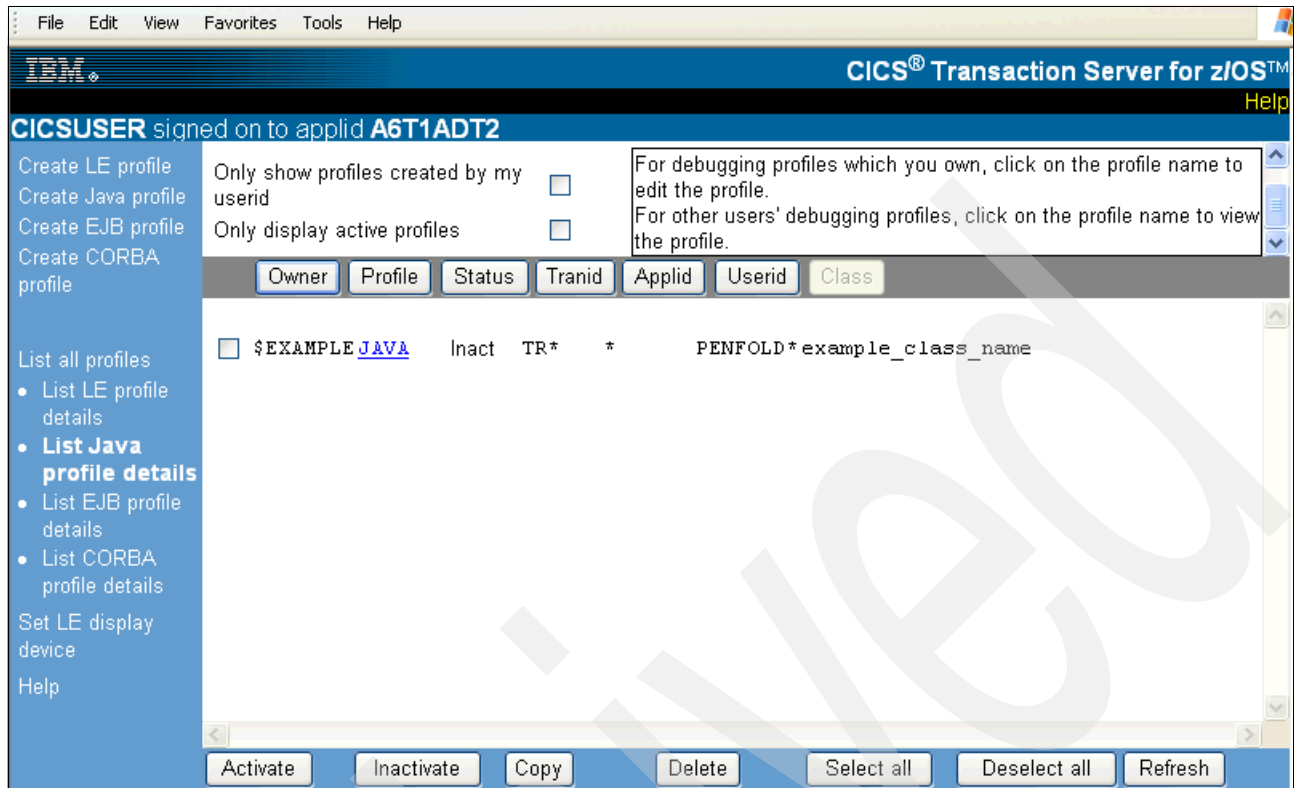 File Edit View Favorites Tools Help
IBM®
CICS® Transaction Server for z/OS™
Help
CICSUSER signed on to applid A6T1ADT2
Create LE profile
Create Java profile
Create EJB profile
Create CORBA
profile
List all profiles
• List LE profile
details
• List Java
profile details
• List EJB profile
details
• List CORBA
profile details
Set LE display
device
Help
Only show profiles created by my
userid
Only display active profiles
For debugging profiles which you own, click on the profile name to
edit the profile.
For other users' debugging profiles, click on the profile name to view
the profile.
Owner Profile Status Tranid Applid Userid Class
$EXAMPLE JAVA Inact TR* * PENFOLD* example_class_name
Activate Inactivate Copy Delete Select all Deselect all Refresh